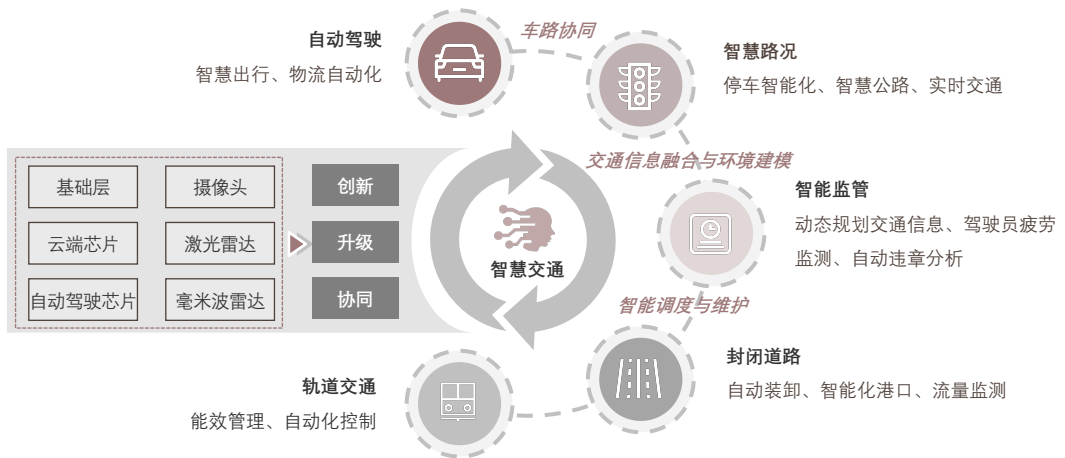 自动驾驶
智慧出行、物流自动化
车路协同
智慧路况
停车智能化、智慧公路、实时交通
交通信息融合与环境建模
智能监管
动态规划交通信息、驾驶员疲劳
监测、自动违章分析
基础层
摄像头
云端芯片
激光雷达
自动驾驶芯片
毫米波雷达
创新
升级
协同
智慧交通
智能调度与维护
封闭道路
自动装卸、智能化港口、流量监测
轨道交通
能效管理、自动化控制